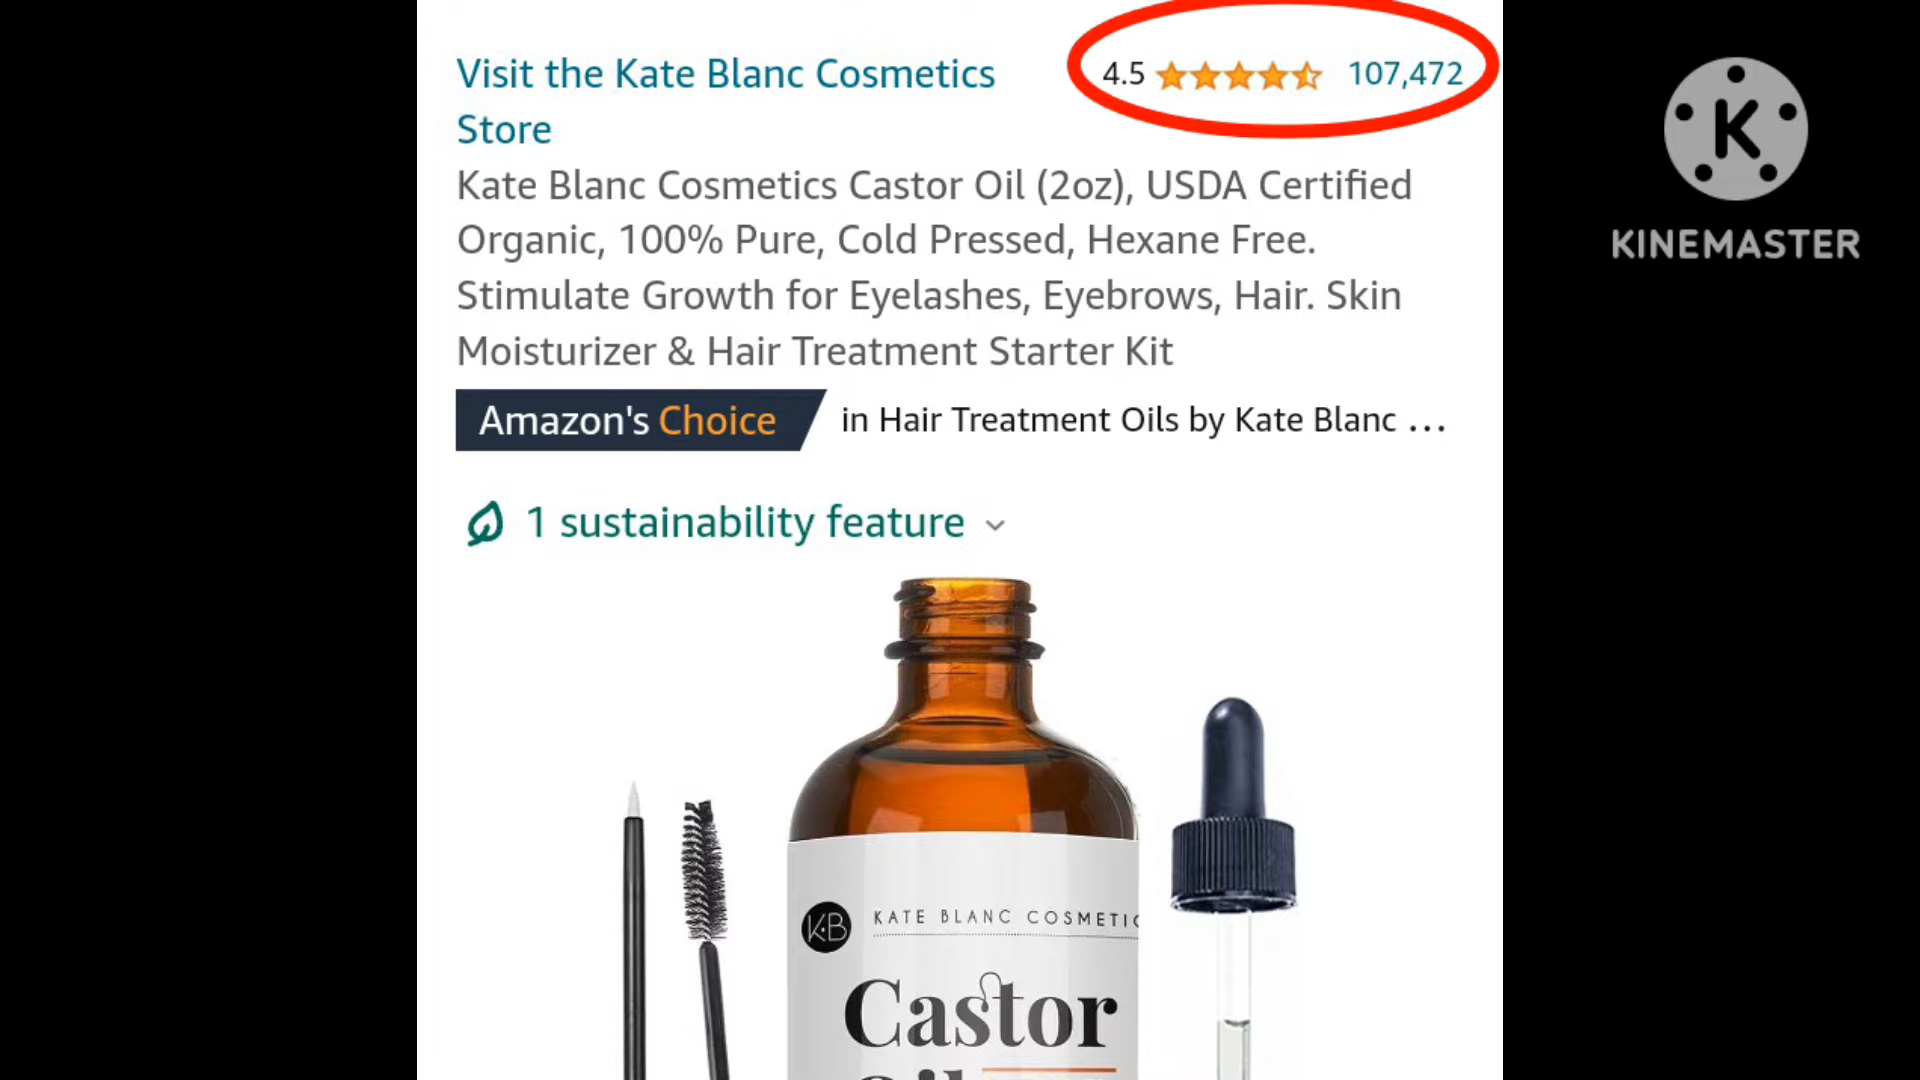 Visit the Kate Blanc Cosmetics 4.5 107,472
Store
Kate Blanc Cosmetics Castor Oil (2oz), USDA Certified
Organic, 100% Pure, Cold Pressed, Hexane Free.
Stimulate Growth for Eyelashes, Eyebrows, Hair. Skin
Moisturizer & Hair Treatment Starter Kit
Amazon's Choice in Hair Treatment Oils by Kate Blanc ...
1 sustainability feature
K
KINEMASTER
KB KATE BLANC COSMETIC
Castor